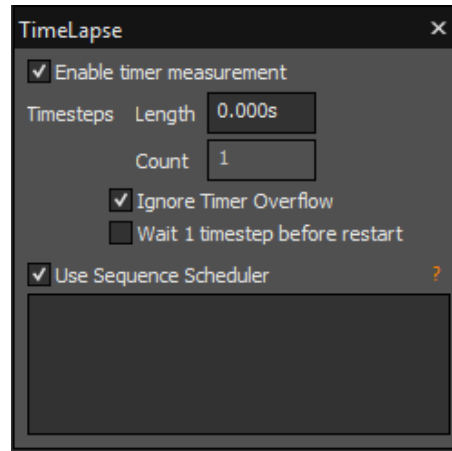 TimeLapse
Enable timer measurement
Timesteps Length 0.000s
Count 1
Ignore Timer Overflow
Wait 1 timestep before restart
Use Sequence Scheduler ?